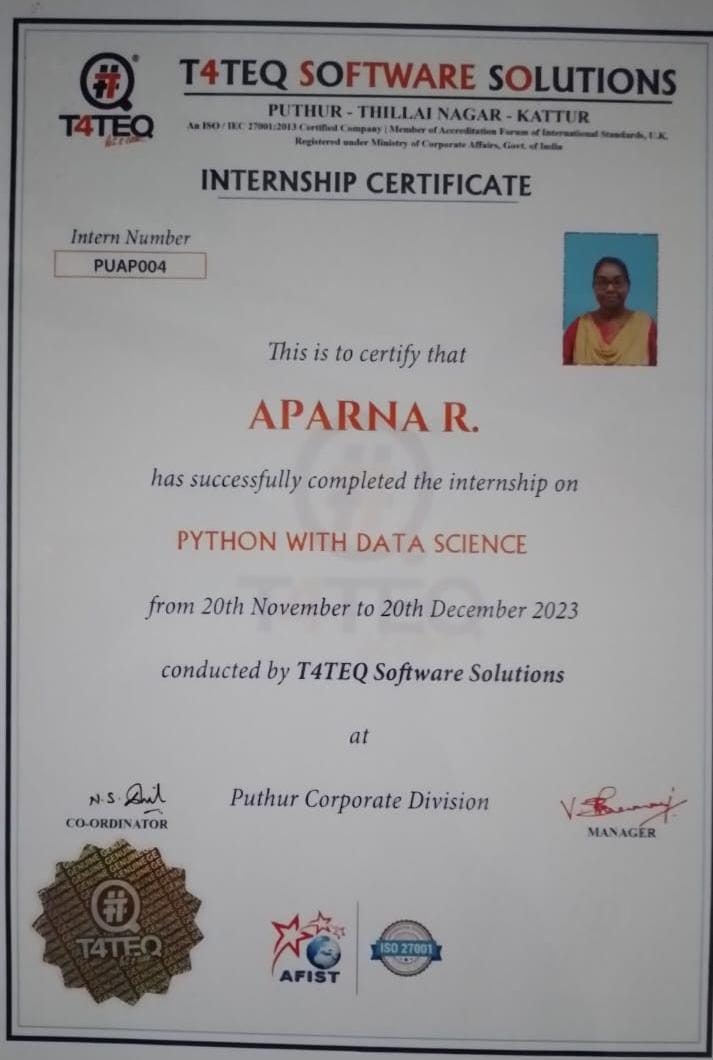 T4TEQ
T4TEQ SOFTWARE SOLUTIONS
PUTHUR - THILLAI NAGAR - KATTUR
An ISO / IEC 27001:2013 Certified Company | Member of Accreditation Forum of International Standards, U.K.
Registered under Ministry of Corporate Affairs, Govt. of India
INTERNSHIP CERTIFICATE
Intern Number
PUAP004
This is to certify that
APARNA R.
has successfully completed the internship on
PYTHON WITH DATA SCIENCE
from 20th November to 20th December 2023
T4TEQ
conducted by T4TEQ Software Solutions
at
Puthur Corporate Division
N.S.
CO-ORDINATOR
MANAGER
GENUINE GENUINE
T4TEQ
AFIST
ISO 27001